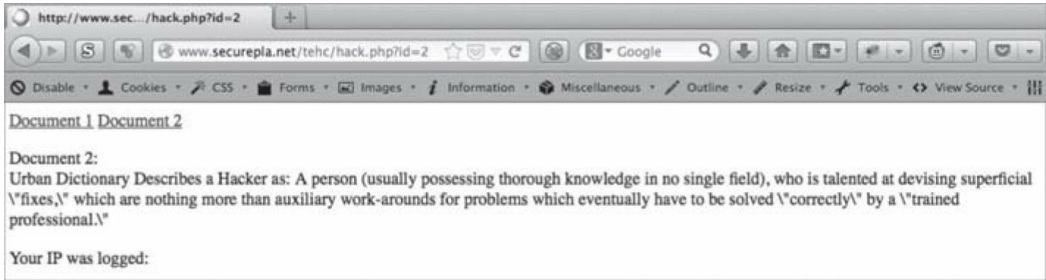 http://www.sec.../hack.php?id=2
www.securepla.net/tehc/hack.php?id=2 Google
Disable Cookies CSS Forms Images Information Miscellaneous Outline Resize Tools View Source
Document 1 Document 2
Document 2:
Urban Dictionary Describes a Hacker as: A person (usually possessing thorough knowledge in no single field), who is talented at devising superficial
\"fixes,\" which are nothing more than auxiliary work-arounds for problems which eventually have to be solved \"correctly\" by a \"trained
professional.\"
Your IP was logged: